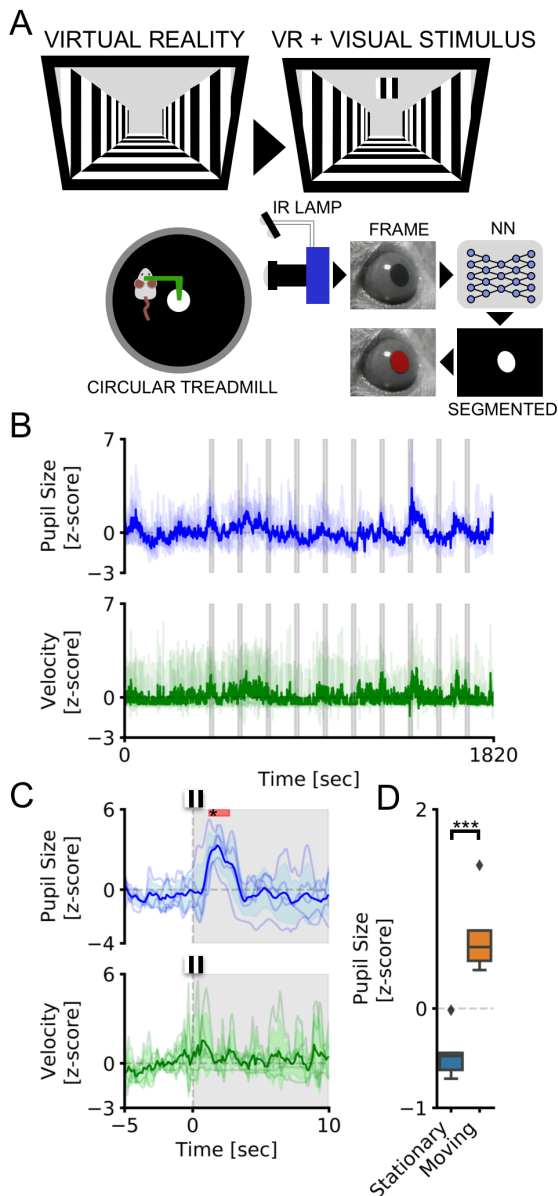 A
VIRTUAL REALITY
VR + VISUAL STIMULUS
IR LAMP
FRAME
NN
CIRCULAR TREADMILL
SEGMENTED
B
Pupil Size
[z-score]
7
0
−3
Velocity
[z-score]
7
0
−3
0
1820
Time [sec]
C
Pupil Size
[z-score]
6
0
−4
*
Velocity
[z-score]
6
0
−3
−5
0
10
Time [sec]
D
Pupil Size
[z-score]
2
0
−1
***
Stationary
Moving